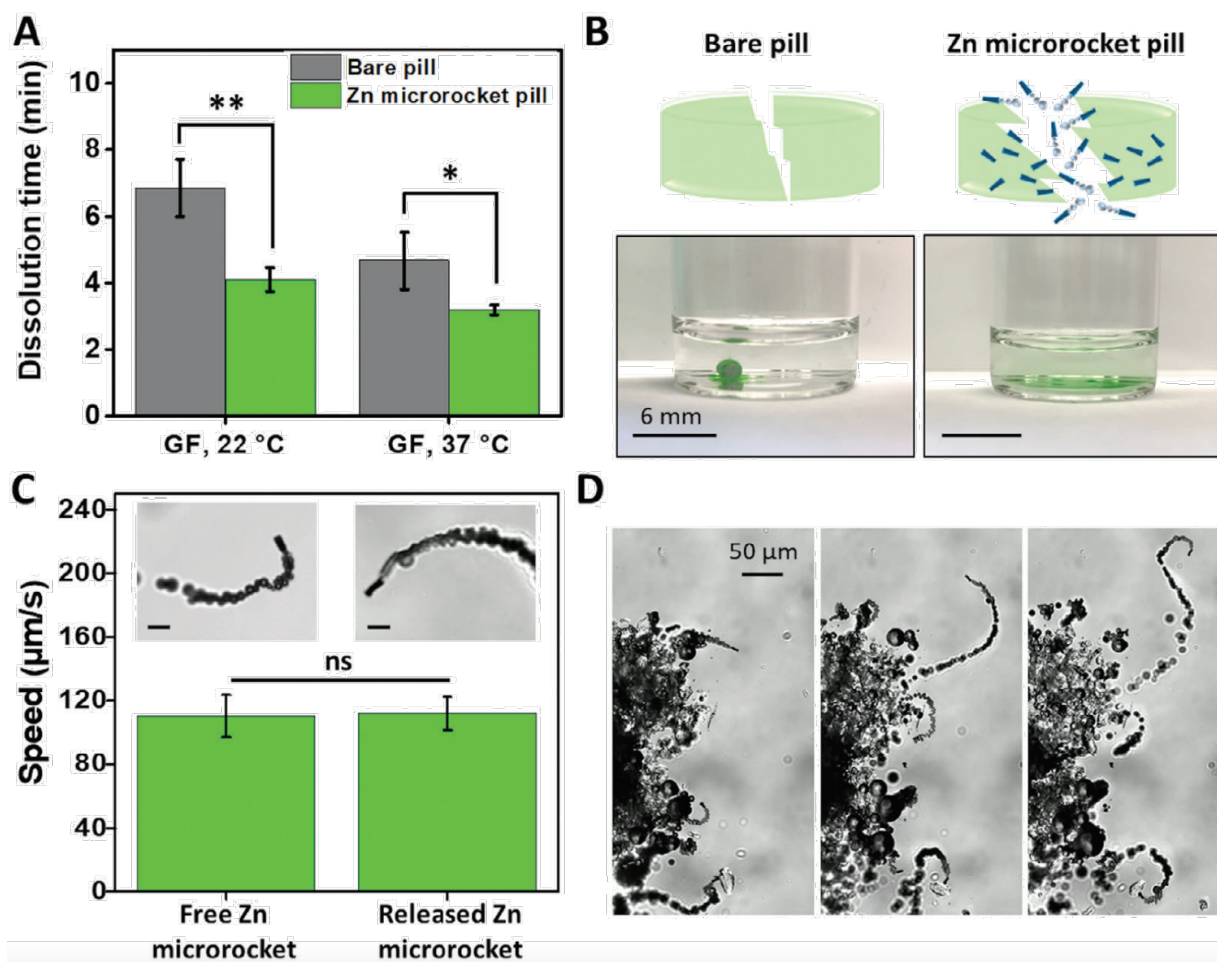 A
Dissolution time (min)
10
8
6
4
2
0
Bare pill
Zn microrocket pill
**
*
GF, 22 °C
GF, 37 °C
B
Bare pill
Zn microrocket pill
6 mm
C
Speed (µm/s)
240
200
160
120
80
40
0
ns
Free Zn
microrocket
Released Zn
microrocket
D
50 µm